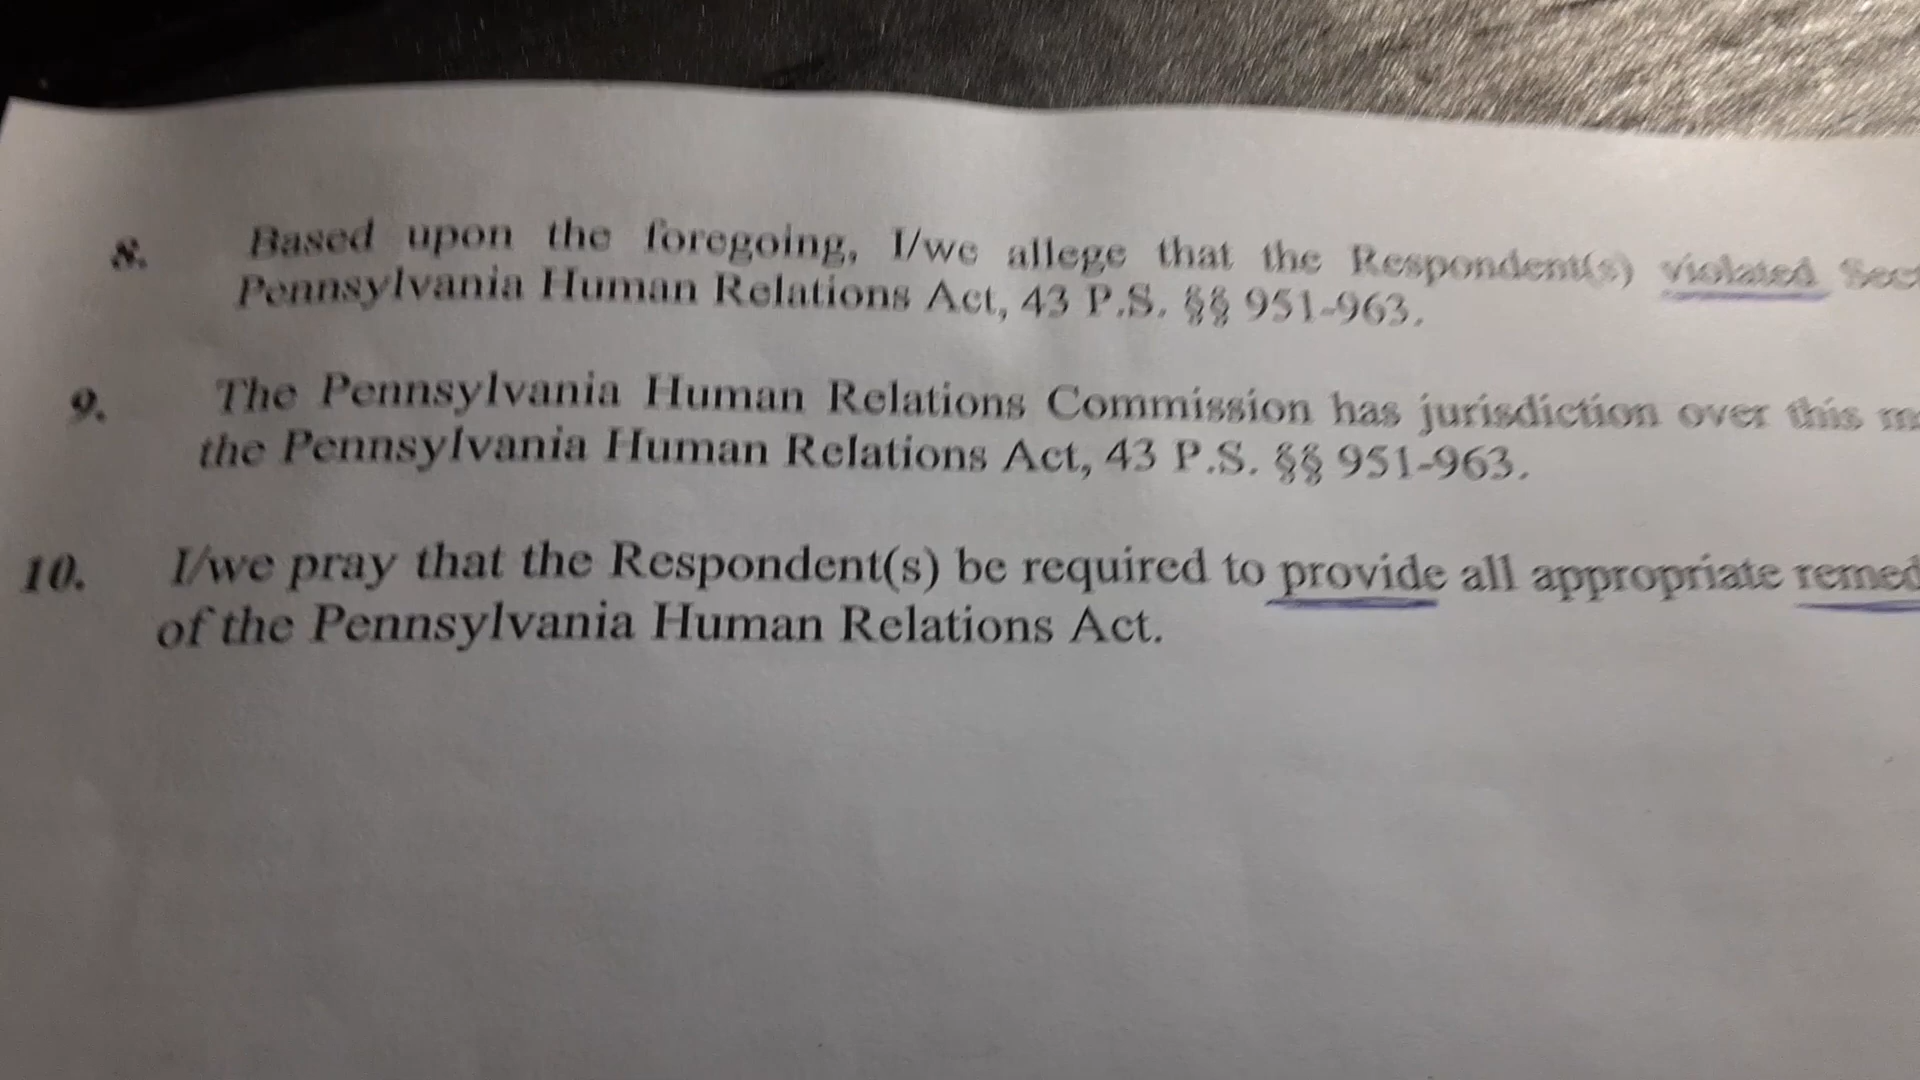 8. Based upon the foregoing, I/we allege that the Respondent(s) violated
Pennsylvania Human Relations Act, 43 P.S. §§ 951-963.
9. The Pennsylvania Human Relations Commission has jurisdiction over this
the Pennsylvania Human Relations Act, 43 P.S. §§ 951-963.
10. I/we pray that the Respondent(s) be required to provide all appropriate
of the Pennsylvania Human Relations Act.